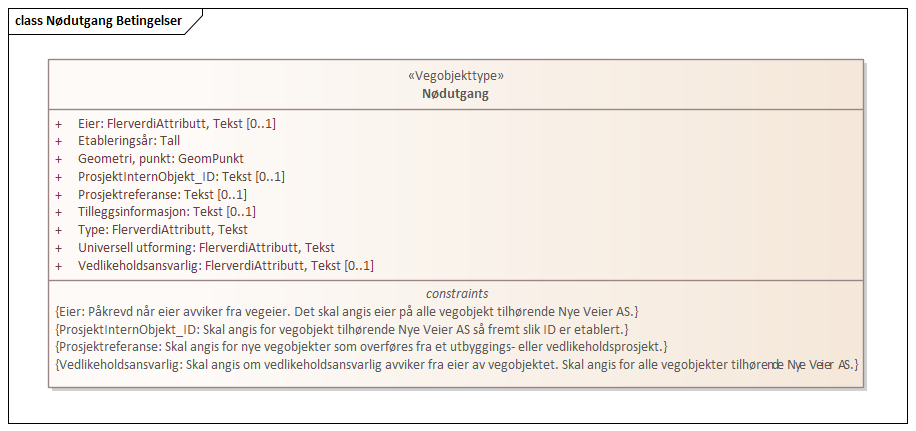 class Nødutgang Betingelser
«Vegobjekttype»
Nødutgang
+ Eier: FlerverdiAttributt, Tekst [0..1]
+ Etableringsår: Tall
+ Geometri, punkt: GeomPunkt
+ ProsjektInternObjekt_ID: Tekst [0..1]
+ Prosjektreferanse: Tekst [0..1]
+ Tilleggsinformasjon: Tekst [0..1]
+ Type: FlerverdiAttributt, Tekst
+ Universell utforming: FlerverdiAttributt, Tekst
+ Vedlikeholdsansvarlig: FlerverdiAttributt, Tekst [0..1]
constraints
{Eier: Påkrevd når eier avviker fra vegeier. Det skal angis eier på alle vegobjekt tilhørende Nye Veier AS.}
{ProsjektInternObjekt_ID: Skal angis for vegobjekt tilhørende Nye Veier AS så fremt slik ID er etablert.}
{Prosjektreferanse: Skal angis for nye vegobjekter som overføres fra et utbyggings- eller vedlikeholdsprosjekt.}
{Vedlikeholdsansvarlig: Skal angis om vedlikeholdsansvarlig avviker fra eier av vegobjektet. Skal angis for alle vegobjekter tilhørende Nye Veier AS.}